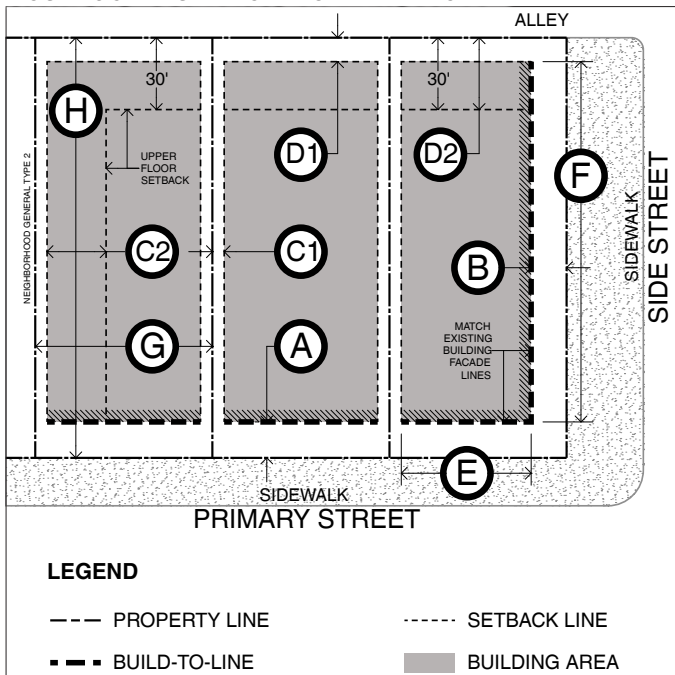 ALLEY
30'
30'
H
UPPER
FLOOR
SETBACK
D1
D2
F
NEIGHBORHOOD GENERAL TYPE 2
SIDEWALK
SIDE STREET
C2
C1
B
G
A
MATCH
EXISTING
BUILDING
FACADE
LINES
E
SIDEWALK
PRIMARY STREET
LEGEND
PROPERTY LINE
SETBACK LINE
BUILD-TO-LINE
BUILDING AREA